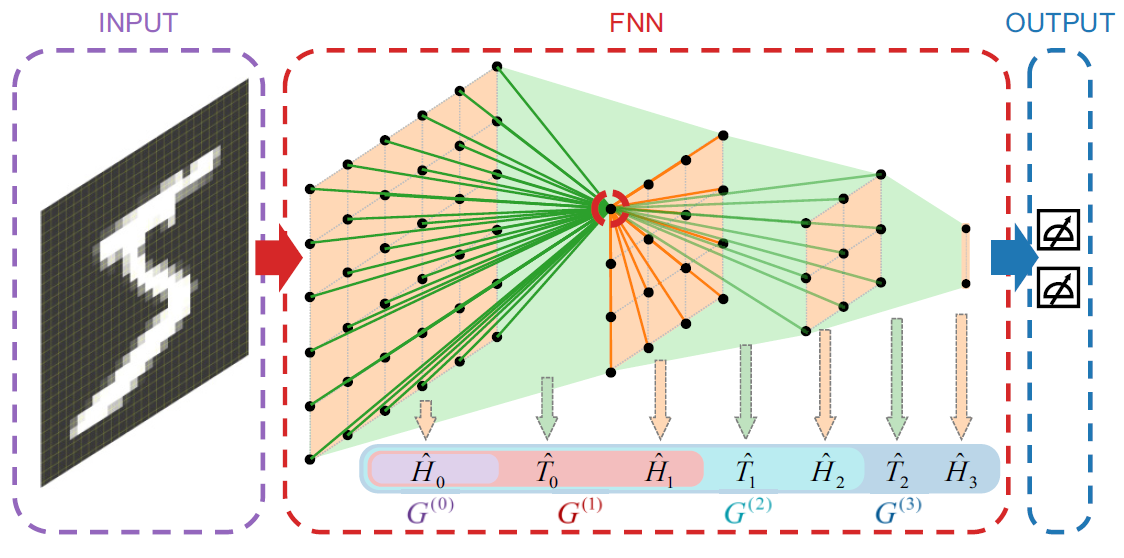 INPUT FNN OUTPUT
Ĥ₀ T̂₀ Ĥ₁ T̂₁ Ĥ₂ T̂₂ Ĥ₃
G⁽⁰⁾ G⁽¹⁾ G⁽²⁾ G⁽³⁾